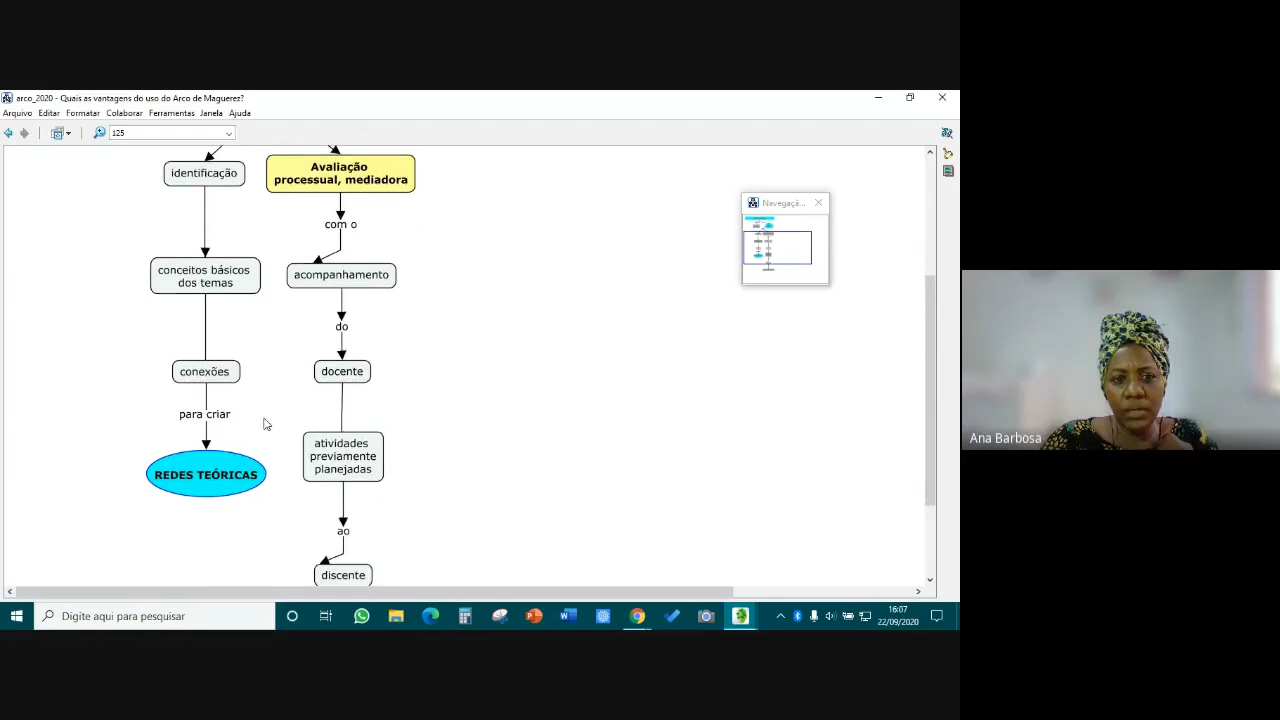 arco_2020 - Quais as vantagens do uso do Arco de Maguerez?
Arquivo Editar Formatar Colaborar Ferramentas Janela Ajuda
125
identificação
Avaliação
processual, mediadora
com o
conceitos básicos
dos temas
acompanhamento
do
conexões
docente
para criar
REDES TEÓRICAS
atividades
previamente
planejadas
ao
discente
Navegaçã...
Ana Barbosa
Digite aqui para pesquisar
16:07
22/09/2020